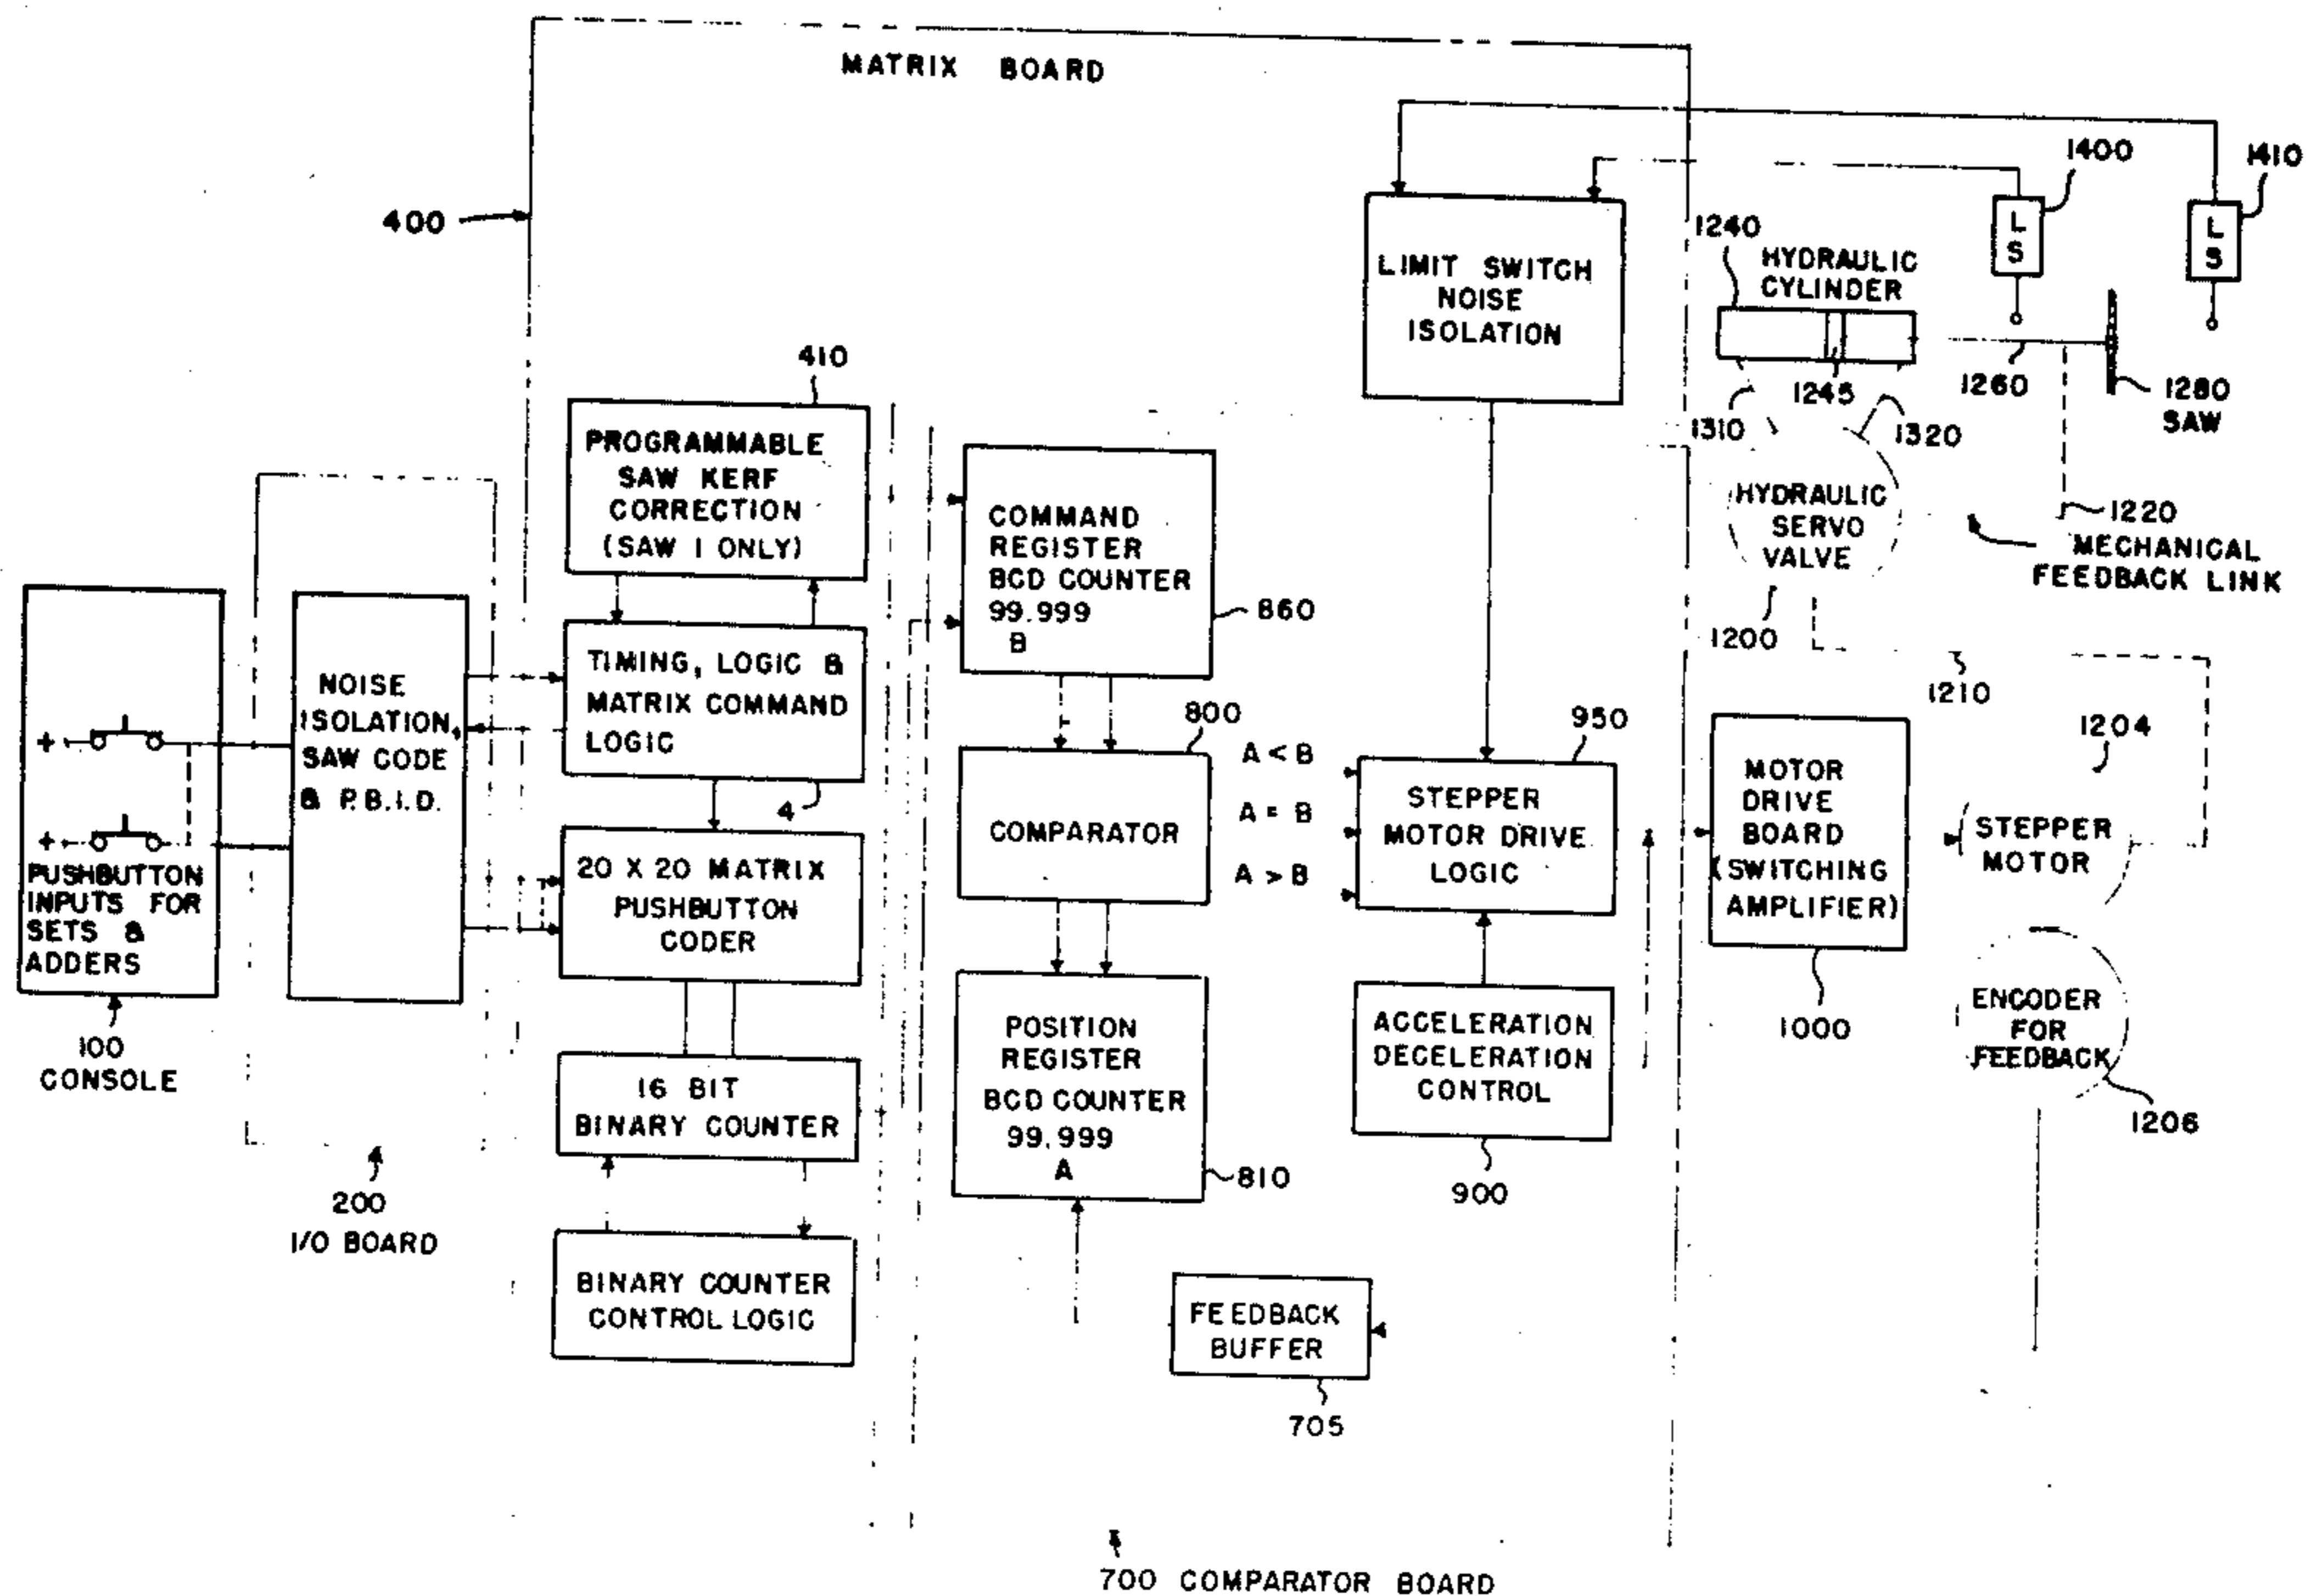 MATRIX BOARD
400
1400
1410
L
S
L
S
1240
HYDRAULIC
CYLINDER
LIMIT SWITCH
NOISE
ISOLATION
1245
1260
1280
SAW
1310
1320
410
PROGRAMMABLE
SAW KERF
CORRECTION
(SAW 1 ONLY)
COMMAND
REGISTER
BCD COUNTER
99.999
B
860
HYDRAULIC
SERVO
VALVE
1200
1220
MECHANICAL
FEEDBACK LINK
1210
TIMING, LOGIC &
MATRIX COMMAND
LOGIC
4
NOISE
ISOLATION,
SAW CODE
& P.B.I.D.
+
+
PUSHBUTTON
INPUTS FOR
SETS &
ADDERS
100
CONSOLE
800
COMPARATOR
A < B
A = B
A > B
950
STEPPER
MOTOR DRIVE
LOGIC
MOTOR
DRIVE
BOARD
(SWITCHING
AMPLIFIER)
1000
1204
STEPPER
MOTOR
20 X 20 MATRIX
PUSHBUTTON
CODER
POSITION
REGISTER
BCD COUNTER
99.999
A
810
ACCELERATION
DECELERATION
CONTROL
900
ENCODER
FOR
FEEDBACK
1206
16 BIT
BINARY COUNTER
200
I/O BOARD
BINARY COUNTER
CONTROL LOGIC
FEEDBACK
BUFFER
705
700 COMPARATOR BOARD